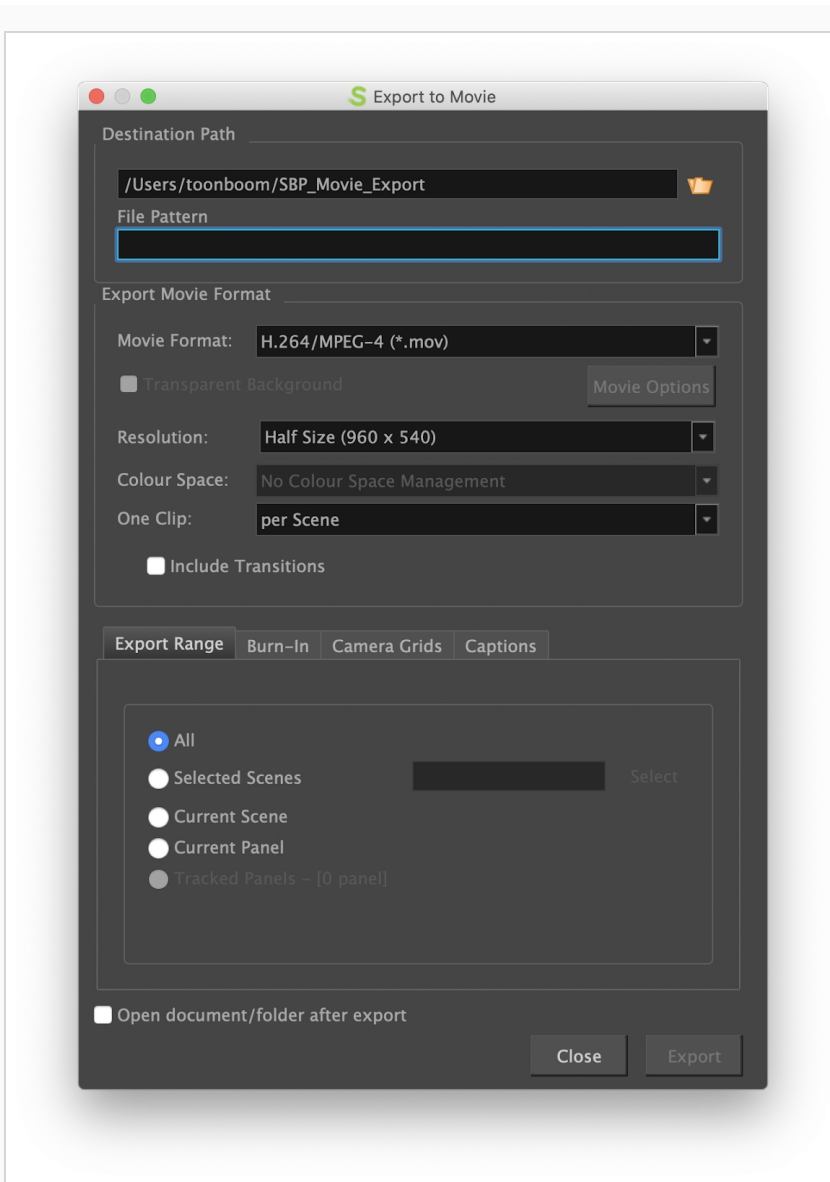 Export to Movie
Destination Path
/Users/toonboom/SBP_Movie_Export
File Pattern
Export Movie Format
Movie Format: H.264/MPEG-4 (*.mov)
Transparent Background Movie Options
Resolution: Half Size (960 x 540)
Colour Space: No Colour Space Management
One Clip: per Scene
Include Transitions
Export Range Burn-In Camera Grids Captions
All
Selected Scenes Select
Current Scene
Current Panel
Tracked Panels - [0 panel]
Open document/folder after export
Close Export